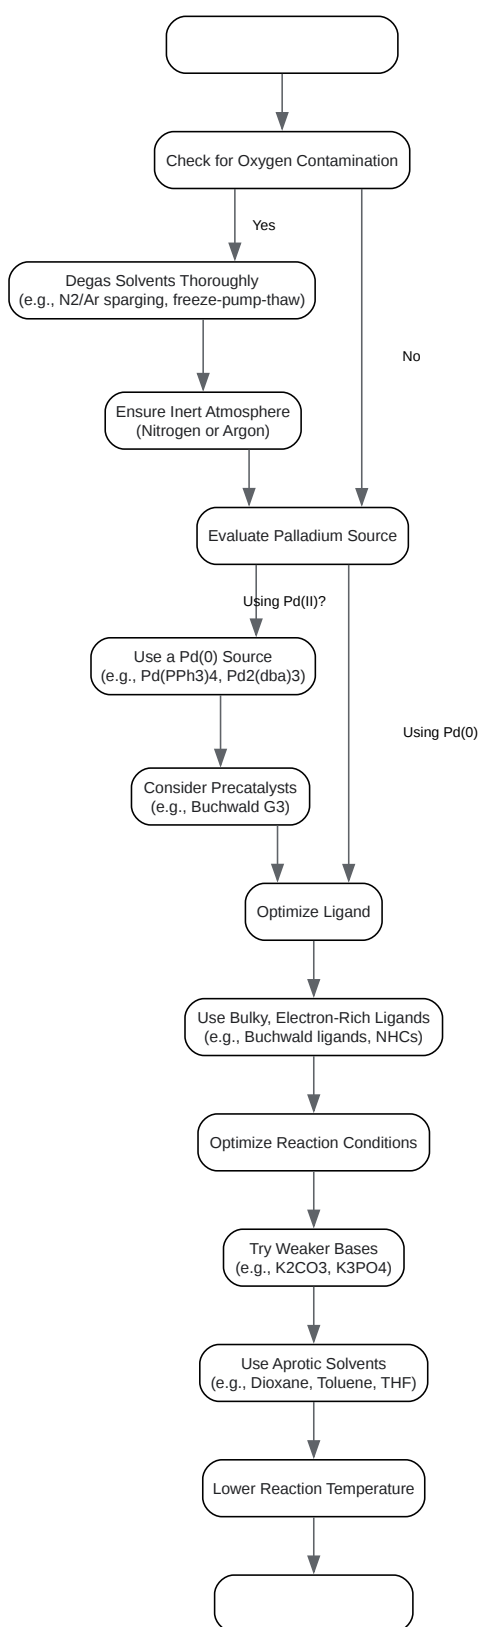 Check for Oxygen Contamination
Yes
Degas Solvents Thoroughly
(e.g., N2/Ar sparging, freeze-pump-thaw)
No
Ensure Inert Atmosphere
(Nitrogen or Argon)
Evaluate Palladium Source
Using Pd(II)?
Use a Pd(0) Source
(e.g., Pd(PPh3)4, Pd2(dba)3)
Using Pd(0)
Consider Precatalysts
(e.g., Buchwald G3)
Optimize Ligand
Use Bulky, Electron-Rich Ligands
(e.g., Buchwald ligands, NHCs)
Optimize Reaction Conditions
Try Weaker Bases
(e.g., K2CO3, K3PO4)
Use Aprotic Solvents
(e.g., Dioxane, Toluene, THF)
Lower Reaction Temperature